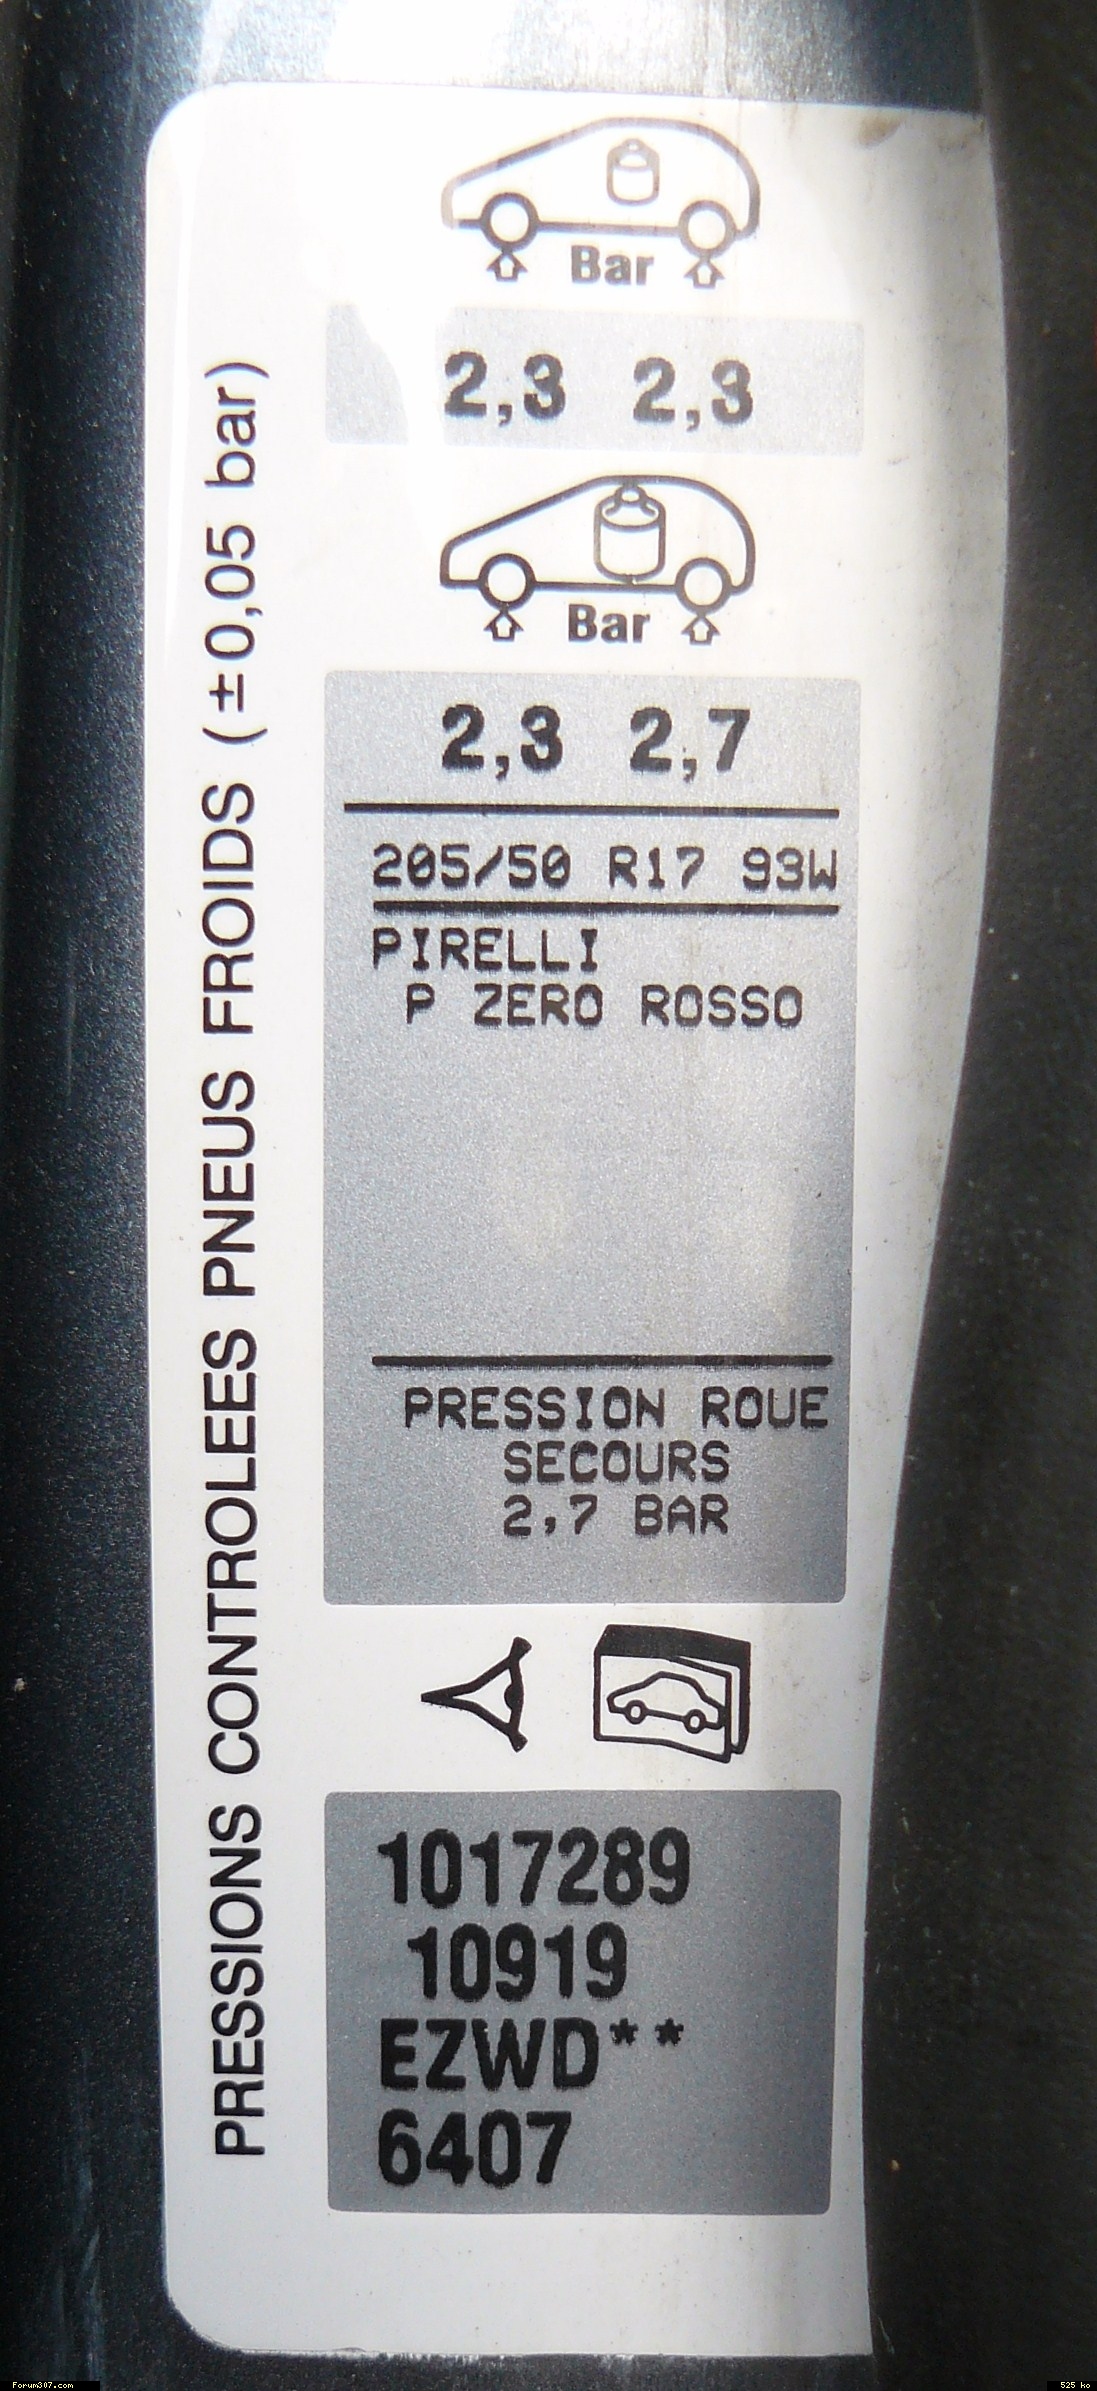 PRESSIONS CONTROLEES PNEUS FROIDS (±0,05 bar)
Bar
2,3 2,3
Bar
2,3 2,7
205/50 R17 93W
PIRELLI
P ZERO ROSSO
PRESSION ROUE
SECOURS
2,7 BAR
1017289
10919
EZWD**
6407
Forum307.com
525 ko